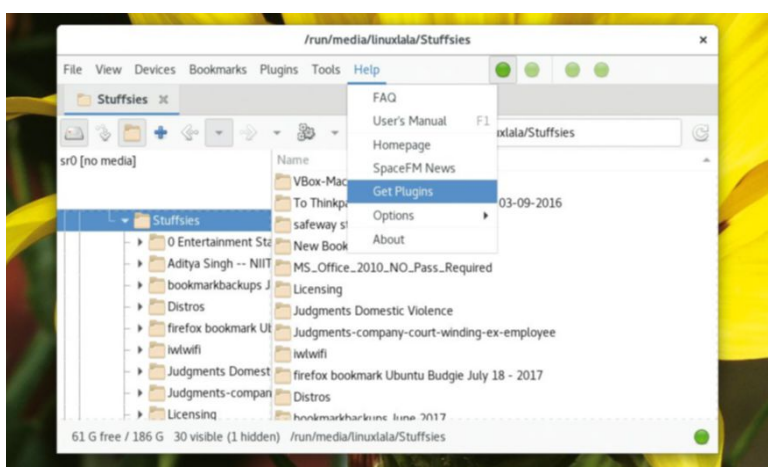 /run/media/linuxlala/Stuffsies
File View Devices Bookmarks Plugins Tools Help
Stuffsies
FAQ
User's Manual F1
Homepage
SpaceFM News
Get Plugins
Options
About
xlala/Stuffsies
sr0 [no media]
Stuffsies
0 Entertainment Sta
Aditya Singh -- NIIT
bookmarkbackups J
Distros
firefox bookmark Ub
iwlwifi
Judgments Domest
Judgments-compan
Licensing
Name
VBox-Mac
To Thinkpa 03-09-2016
safeway st
New Book
MS_Office_2010_NO_Pass_Required
Licensing
Judgments Domestic Violence
Judgments-company-court-winding-ex-employee
iwlwifi
firefox bookmark Ubuntu Budgie July 18 - 2017
Distros
bookmarkbackups June 2017
61 G free / 186 G 30 visible (1 hidden) /run/media/linuxlala/Stuffsies